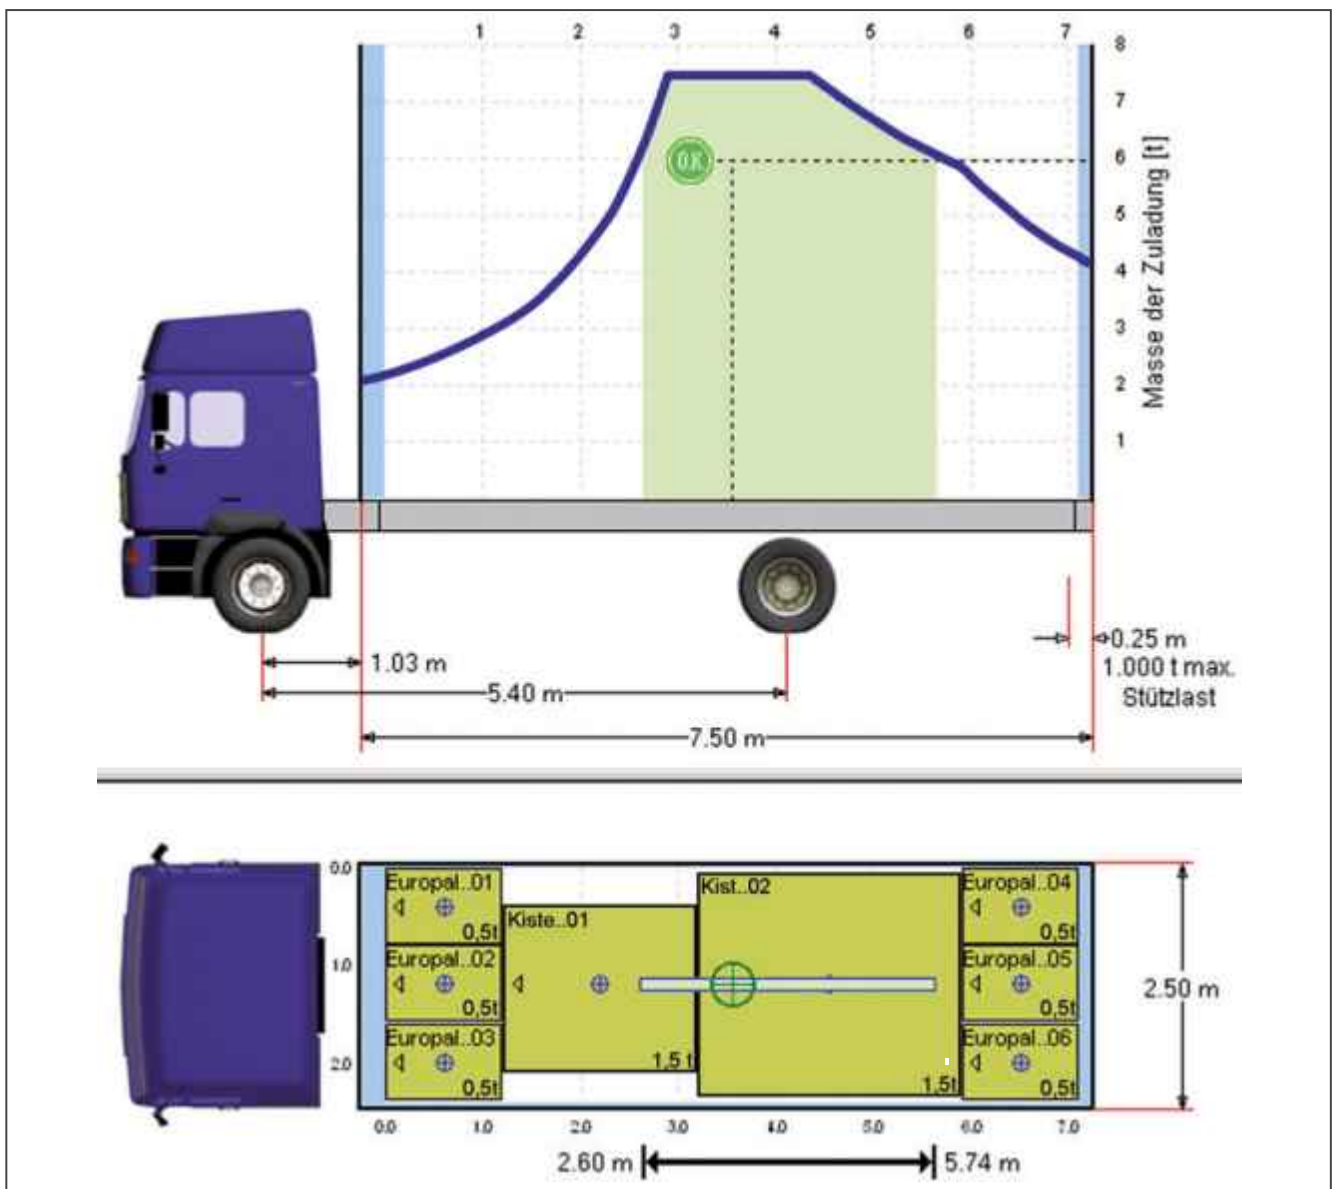 1 2 3 4 5 6 7
8
7
O.K
6
5
4
3
2
1
Masse der Zuladung [t]
1.03 m
0.25 m
1.000 t max.
Stützlast
5.40 m
7.50 m
0.0
1.0
2.0
Europal..01
0,5t
Europal..02
0,5t
Europal..03
0,5t
Kiste..01
1,5 t
Kist..02
1,5t
Europal..04
0,5t
Europal..05
0,5t
Europal..06
0,5t
2.50 m
0.0 1.0 2.0 3.0 4.0 5.0 6.0 7.0
2.60 m 5.74 m